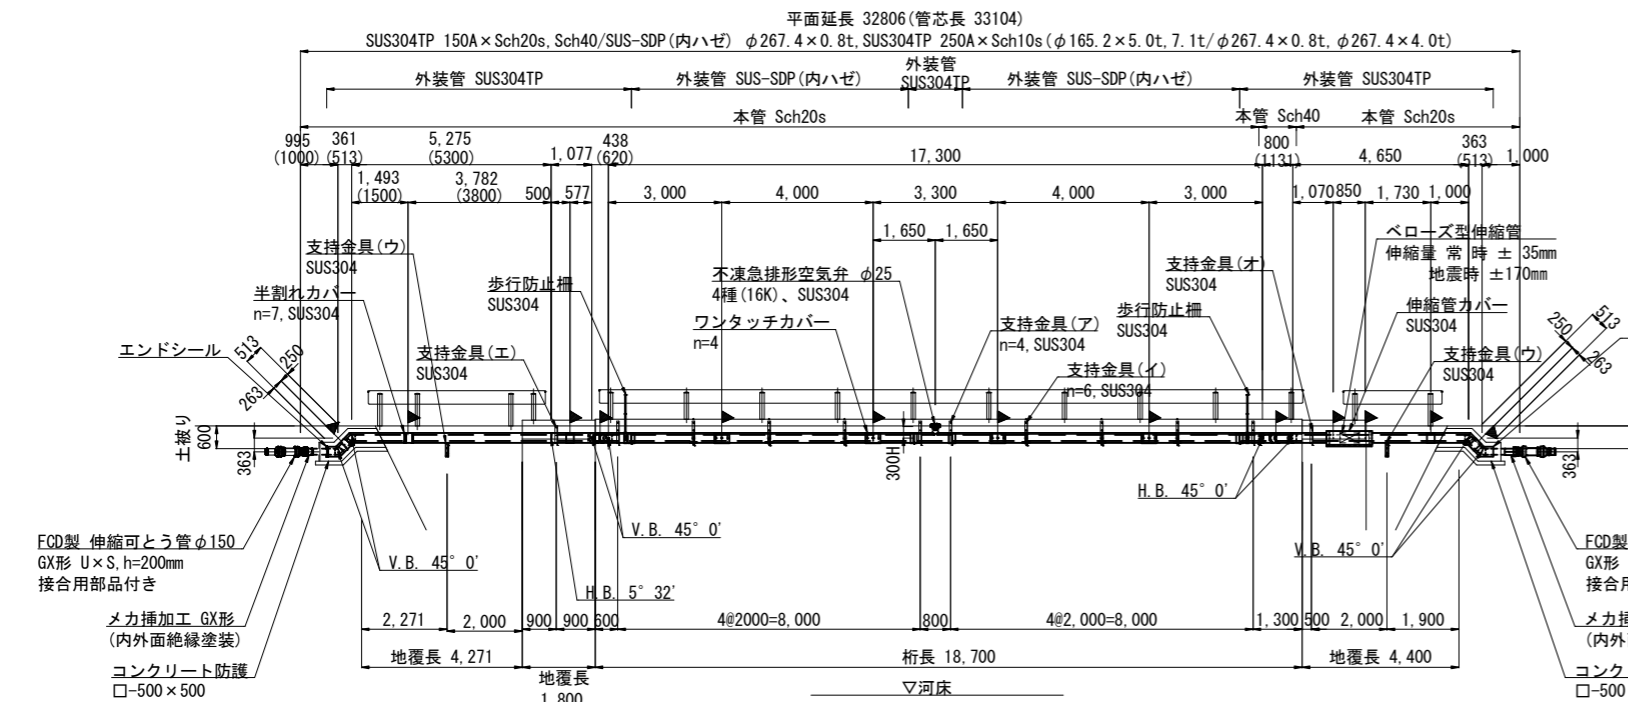 平面延長 32806(管芯長 33104)
SUS304TP 150A×Sch20s, Sch40/SUS-SDP(内ハゼ) φ267.4×0.8t, SUS304TP 250A×Sch10s(φ165.2×5.0t, 7.1t/φ267.4×0.8t, φ267.4×4.0t)
外装管 SUS304TP
外装管 SUS-SDP(内ハゼ)
外装管
SUS304TP
外装管 SUS-SDP(内ハゼ)
外装管 SUS304TP
本管 Sch20s
本管 Sch40
本管 Sch20s
995
(1000)
361
(513)
5,275
(5300)
1,077
438
(620)
17,300
800
(1131)
4,650
363
(513)
1,000
1,493
(1500)
3,782
(3800)
500
577
3,000
4,000
3,300
4,000
3,000
1,070
850
1,730
1,000
1,650
1,650
支持金具(ウ)
SUS304
半割れカバー
n=7, SUS304
歩行防止柵
SUS304
不凍急排形空気弁 φ25
4種(16K)、SUS304
ワンタッチカバー
n=4
支持金具(オ)
SUS304
歩行防止柵
SUS304
ベローズ型伸縮管
伸縮量 常 時 ± 35mm
地震時 ±170mm
伸縮管カバー
SUS304
支持金具(ア)
n=4, SUS304
支持金具(イ)
n=6, SUS304
支持金具(ウ)
SUS304
エンドシール
支持金具(エ)
SUS304
513
250
263
513
250
263
土被り
600
363
300H
363
H.B. 45° 0'
V.B. 45° 0'
V.B. 45° 0'
V.B. 45° 0'
H.B. 5° 32'
FCD製 伸縮可とう管φ150
GX形 U×S, h=200mm
接合用部品付き
メカ挿加工 GX形
(内外面絶縁塗装)
コンクリート防護
□-500×500
FCD製
GX形
接合用
メカ挿
(内外
コンク
□-500
2,271
2,000
900
900
600
4@2000=8,000
800
4@2,000=8,000
1,300
500
2,000
1,900
地覆長 4,271
地覆長
1,800
桁長 18,700
地覆長 4,400
▽河床